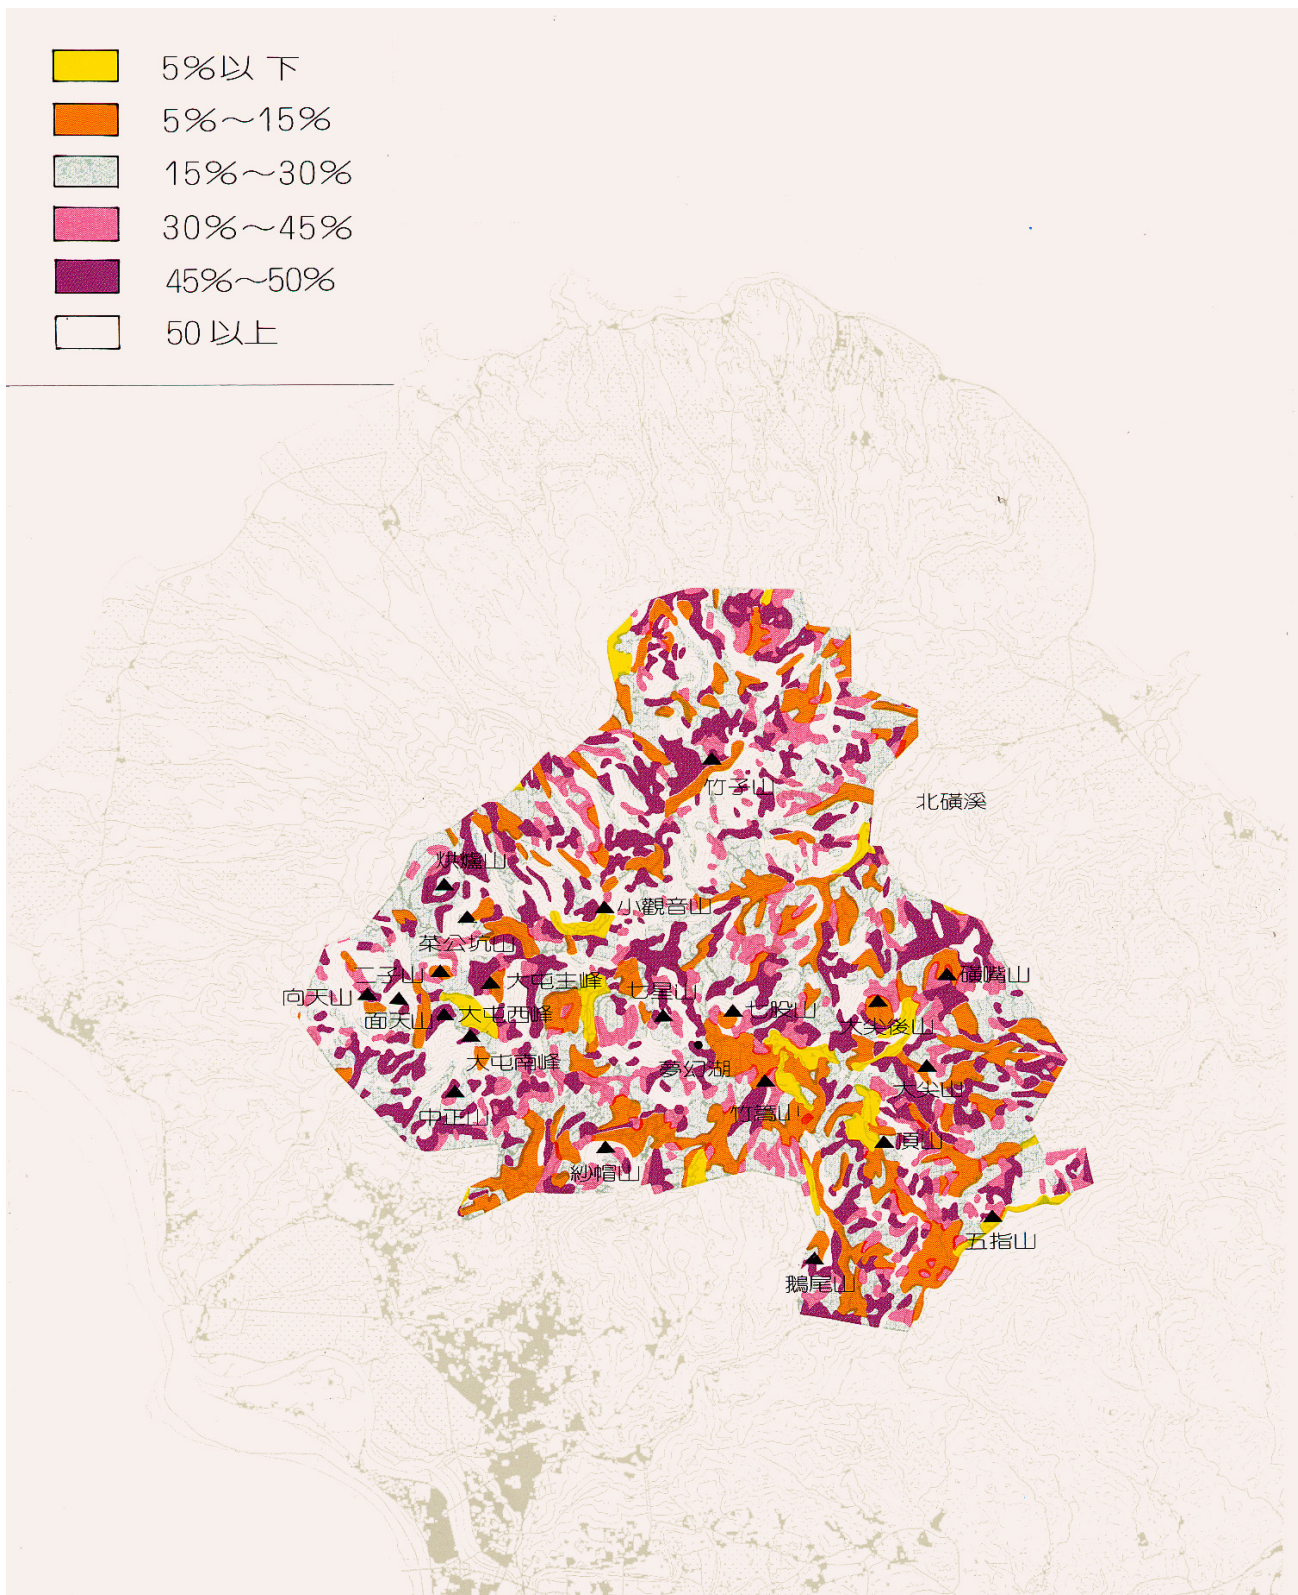 5%以下
5%～15%
15%～30%
30%～45%
45%～50%
50以上
竹子山
北磺溪
烘爐山
小觀音山
菜公坑山
二子山
大屯主峰
磺嘴山
向天山
七星山
面天山
大屯西峰
七股山
大尖後山
大屯南峰
夢幻湖
大尖山
中正山
竹篙山
頂山
紗帽山
五指山
鵝尾山